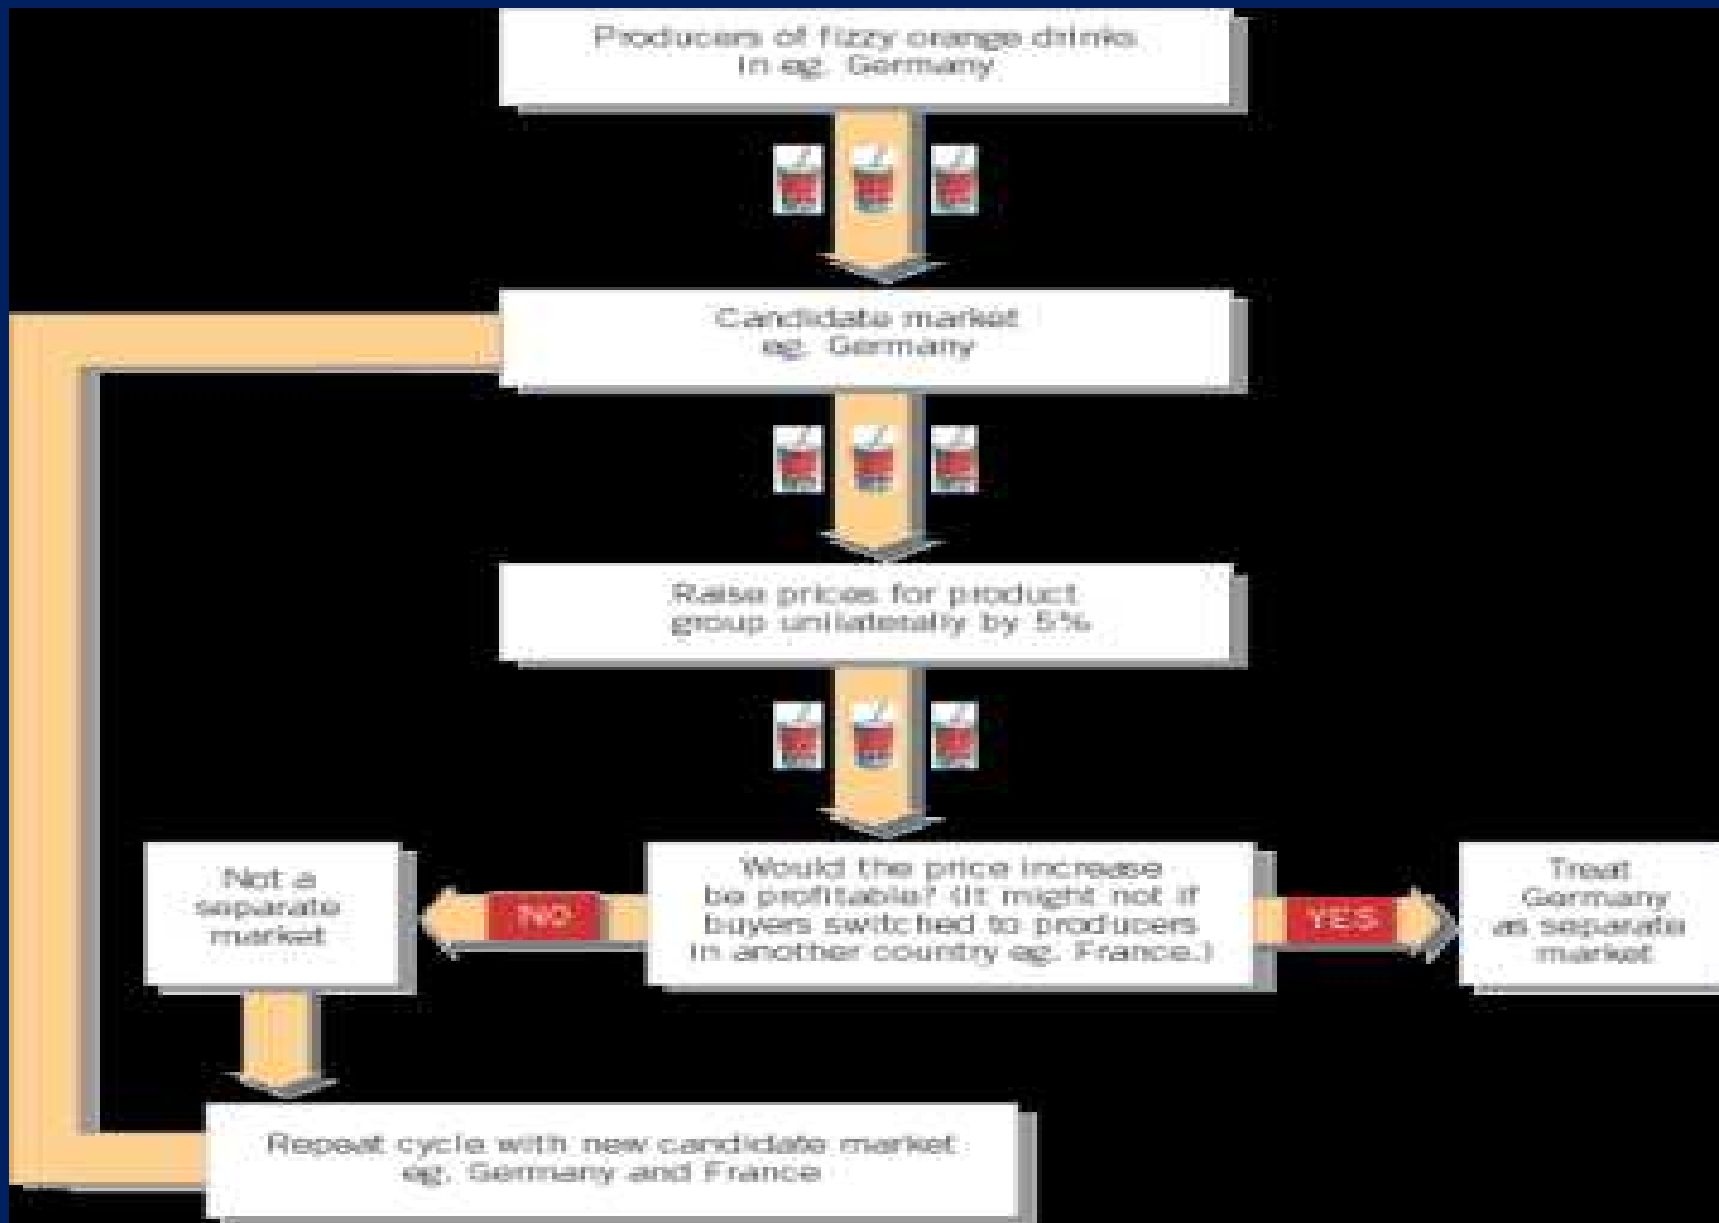 Producers of fizzy orange drinks
in eg. Germany
Candidate market
eg. Germany
Raise prices for product
group unilaterally by 5%
Would the price increase
be profitable? (It might not if
buyers switched to producers
in another country eg. France.)
NO
YES
Not a
separate
market
Treat
Germany
as separate
market
Repeat cycle with new candidate market
eg. Germany and France